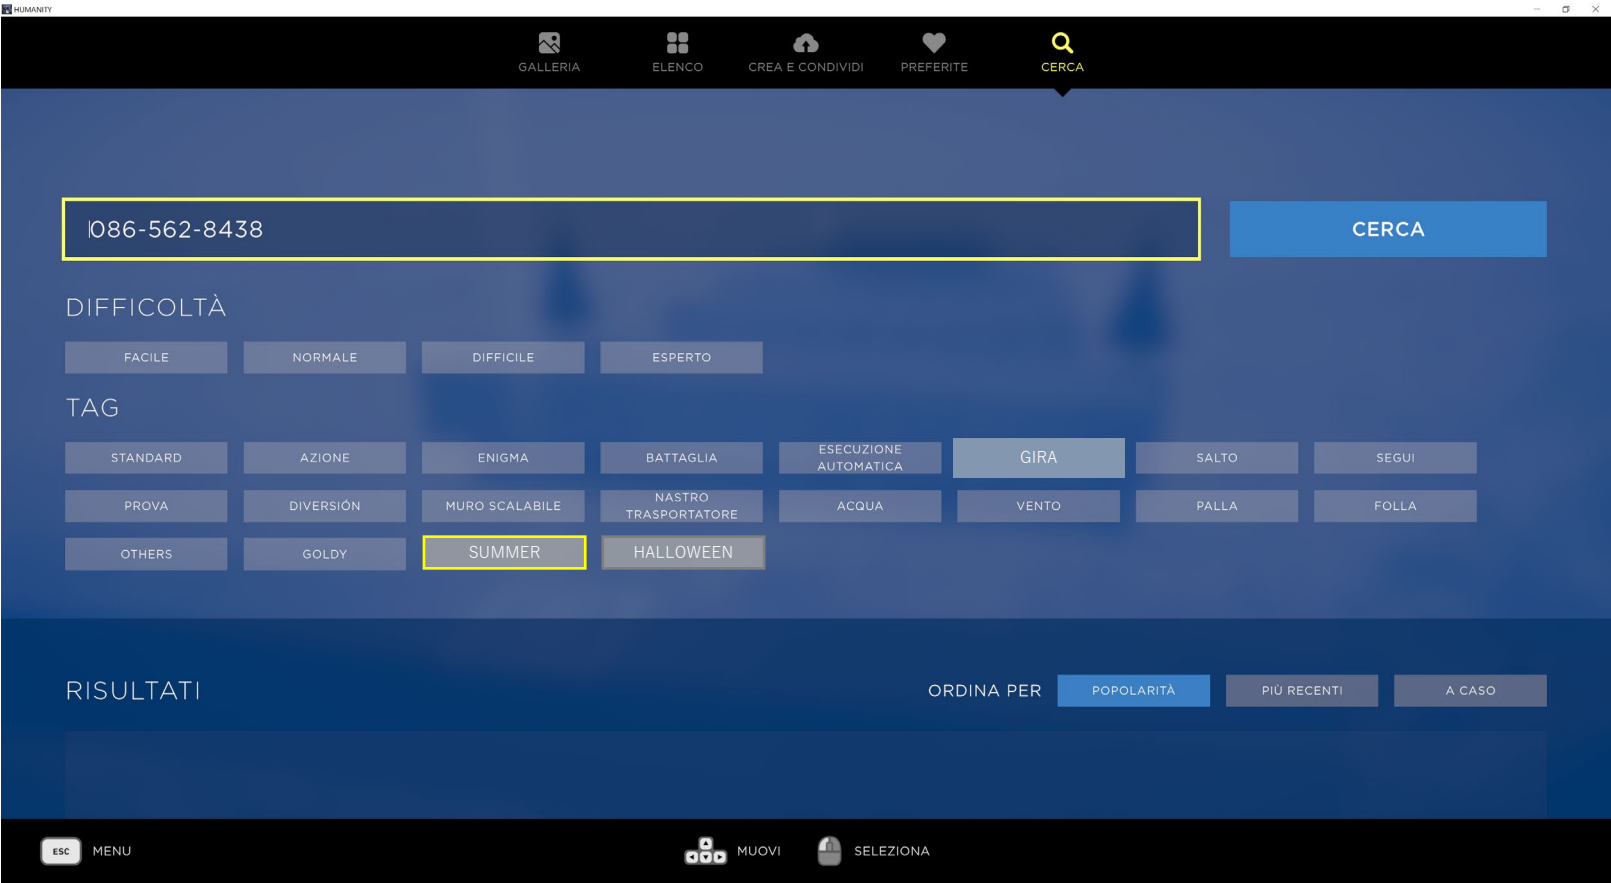 HUMANITY
GALLERIA
ELENCO
CREA E CONDIVIDI
PREFERITE
CERCA
086-562-8438
CERCA
DIFFICOLTÀ
FACILE
NORMALE
DIFFICILE
ESPERTO
TAG
STANDARD
AZIONE
ENIGMA
BATTAGLIA
ESECUZIONE
AUTOMATICA
GIRA
SALTO
SEGUI
PROVA
DIVERSIÓN
MURO SCALABILE
NASTRO
TRASPORTATORE
ACQUA
VENTO
PALLA
FOLLA
OTHERS
GOLDY
SUMMER
HALLOWEEN
RISULTATI
ORDINA PER
POPOLARITÀ
PIÙ RECENTI
A CASO
ESC
MENU
MUOVI
SELEZIONA